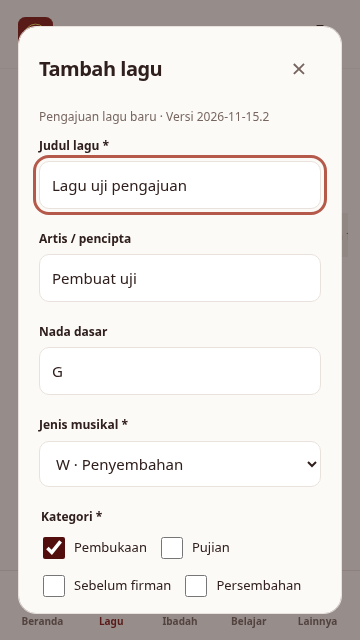 Tambah lagu
Pengajuan lagu baru · Versi 2026-11-15.2
Judul lagu *
Lagu uji pengajuan
Artis / pencipta
Pembuat uji
Nada dasar
G
Jenis musikal *
W · Penyembahan
Kategori *
Pembukaan Pujian
Sebelum firman Persembahan
Beranda Lagu Ibadah Belajar Lainnya